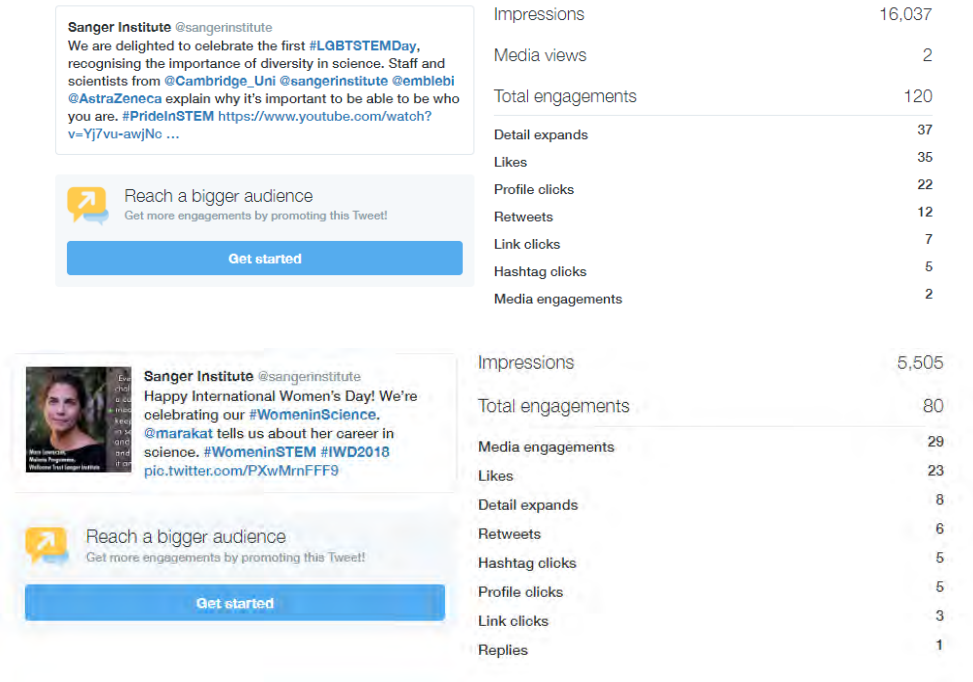 Sanger Institute @sangerinstitute
We are delighted to celebrate the first #LGBTSTEMDay,
recognising the importance of diversity in science. Staff and
scientists from @Cambridge_Uni @sangerinstitute @emblebi
@AstraZeneca explain why it's important to be able to be who
you are. #PrideInSTEM https://www.youtube.com/watch?
v=Yj7vu-awjNc …
Reach a bigger audience
Get more engagements by promoting this Tweet!
Get started
Impressions 16,037
Media views 2
Total engagements 120
Detail expands 37
Likes 35
Profile clicks 22
Retweets 12
Link clicks 7
Hashtag clicks 5
Media engagements 2
Sanger Institute @sangerinstitute
Happy International Women's Day! We're
celebrating our #WomeninScience.
@marakat tells us about her career in
science. #WomeninSTEM #IWD2018
pic.twitter.com/PXwMrnFFF9
Malaria Programme,
Wellcome Trust Sanger Institute
Reach a bigger audience
Get more engagements by promoting this Tweet!
Get started
Impressions 5,505
Total engagements 80
Media engagements 29
Likes 23
Detail expands 8
Retweets 6
Hashtag clicks 5
Profile clicks 5
Link clicks 3
Replies 1